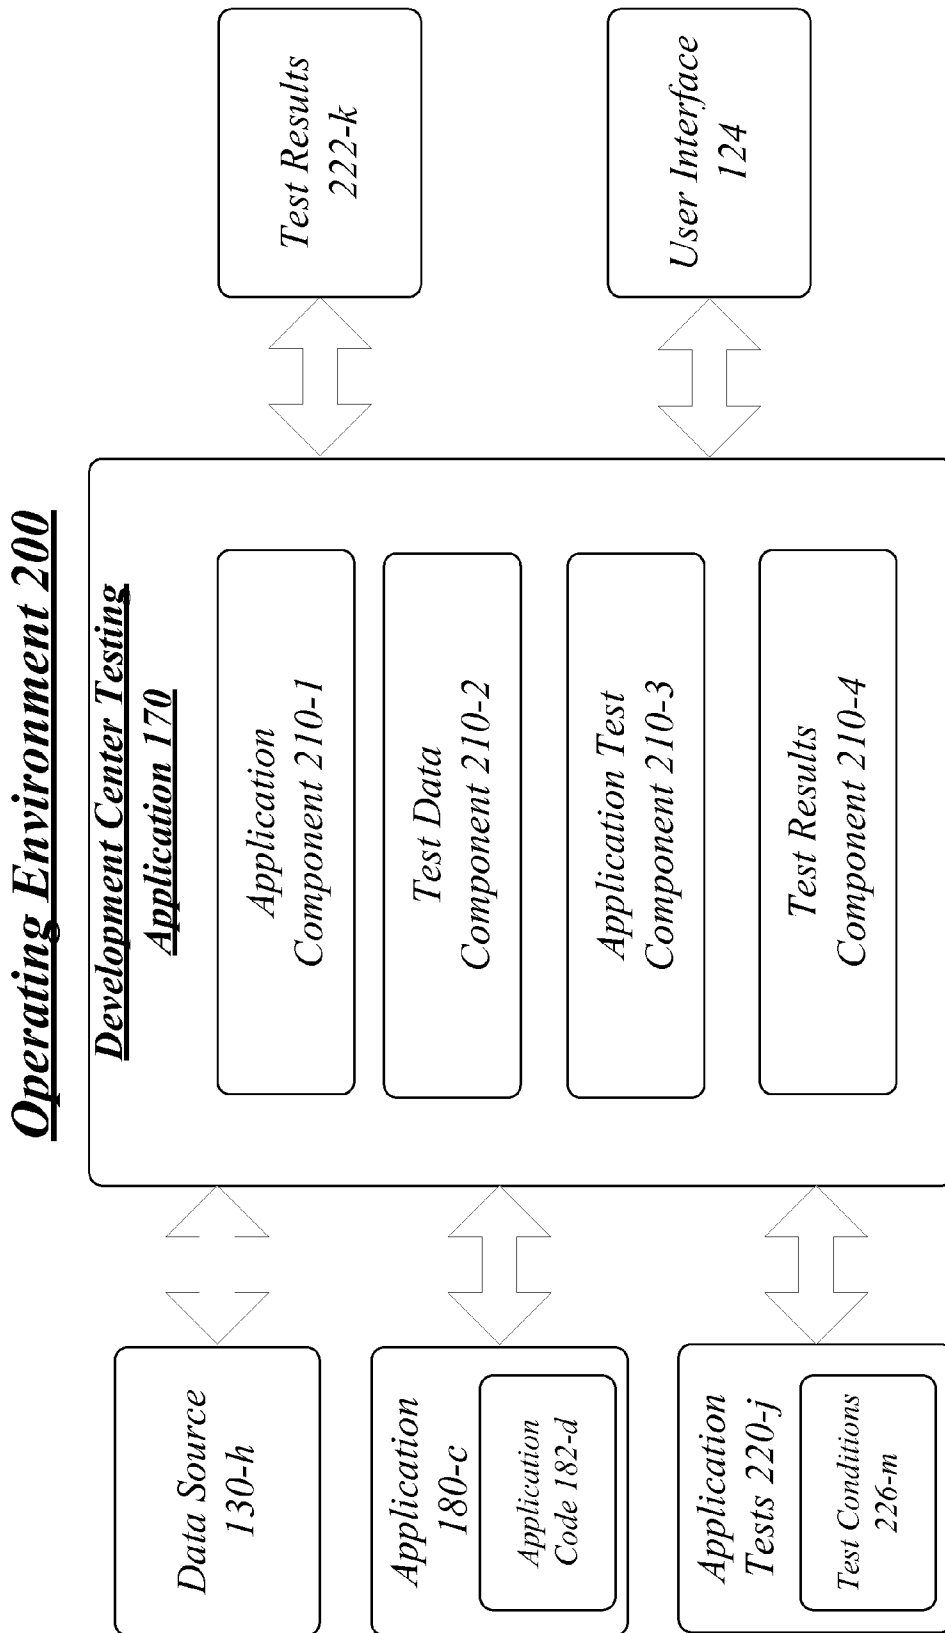 Operating Environment 200
Data Source
130-h
Application
180-c
Application
Code 182-d
Application
Tests 220-j
Test Conditions
226-m
Development Center Testing
Application 170
Application
Component 210-1
Test Data
Component 210-2
Application Test
Component 210-3
Test Results
Component 210-4
Test Results
222-k
User Interface
124